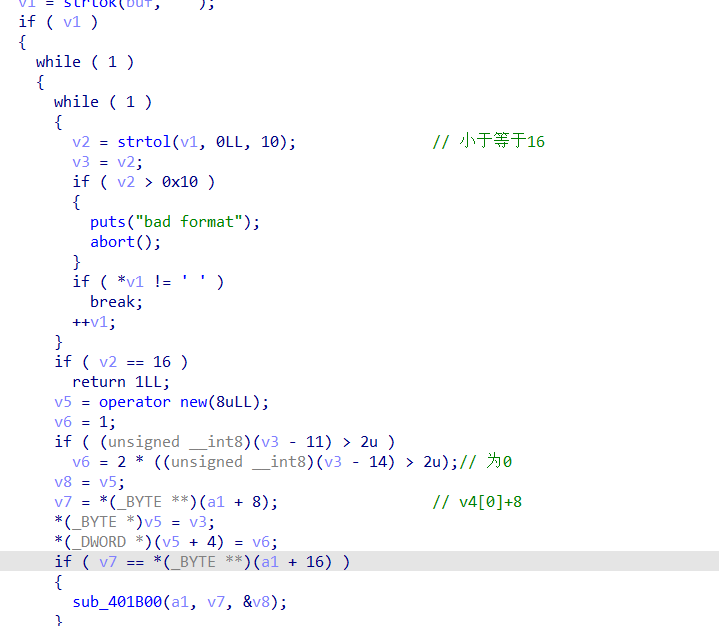 v1 = strtok(buf, " ");
if ( v1 )
{
while ( 1 )
{
while ( 1 )
{
v2 = strtol(v1, 0LL, 10); // 小于等于16
v3 = v2;
if ( v2 > 0x10 )
{
puts("bad format");
abort();
}
if ( *v1 != ' ' )
break;
++v1;
}
if ( v2 == 16 )
return 1LL;
v5 = operator new(8uLL);
v6 = 1;
if ( (unsigned __int8)(v3 - 11) > 2u )
v6 = 2 * ((unsigned __int8)(v3 - 14) > 2u);// 为0
v8 = v5;
v7 = *(_BYTE **)(a1 + 8); // v4[0]+8
*(_BYTE *)v5 = v3;
*(_DWORD *)(v5 + 4) = v6;
if ( v7 == *(_BYTE **)(a1 + 16) )
{
sub_401B00(a1, v7, &v8);
}